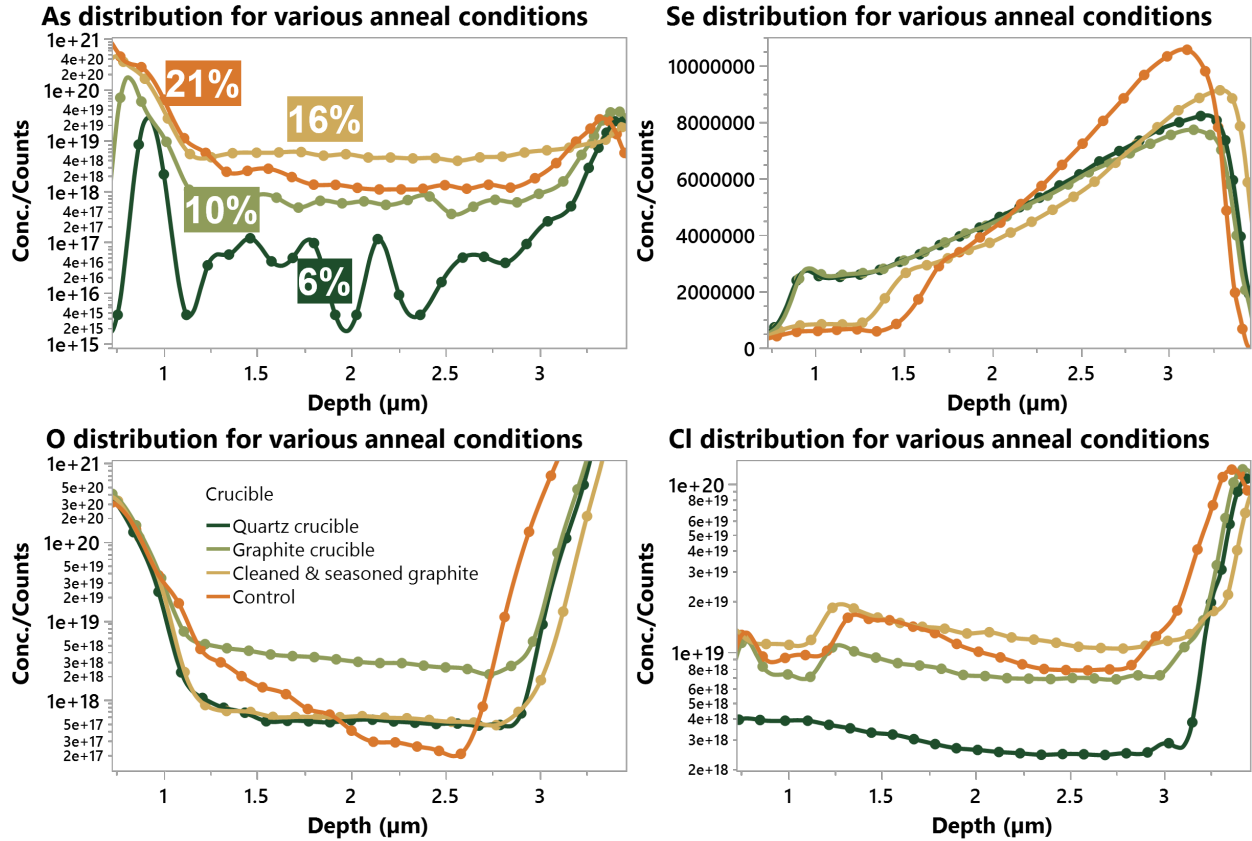 As distribution for various anneal conditions
Conc./Counts
1e+21
4e+20
2e+20
1e+20
4e+19
2e+19
1e+19
4e+18
2e+18
1e+18
4e+17
2e+17
1e+17
4e+16
2e+16
1e+16
4e+15
2e+15
1e+15
21%
16%
10%
6%
1 1.5 2 2.5 3
Depth (µm)
Se distribution for various anneal conditions
Conc./Counts
10000000
8000000
6000000
4000000
2000000
0
1 1.5 2 2.5 3
Depth (µm)
O distribution for various anneal conditions
Conc./Counts
1e+21
5e+20
3e+20
2e+20
1e+20
5e+19
3e+19
2e+19
1e+19
5e+18
3e+18
2e+18
1e+18
5e+17
3e+17
2e+17
Crucible
Quartz crucible
Graphite crucible
Cleaned & seasoned graphite
Control
1 1.5 2 2.5 3
Depth (µm)
Cl distribution for various anneal conditions
Conc./Counts
1e+20
8e+19
6e+19
5e+19
4e+19
3e+19
2e+19
1e+19
8e+18
6e+18
5e+18
4e+18
3e+18
2e+18
1 1.5 2 2.5 3
Depth (µm)